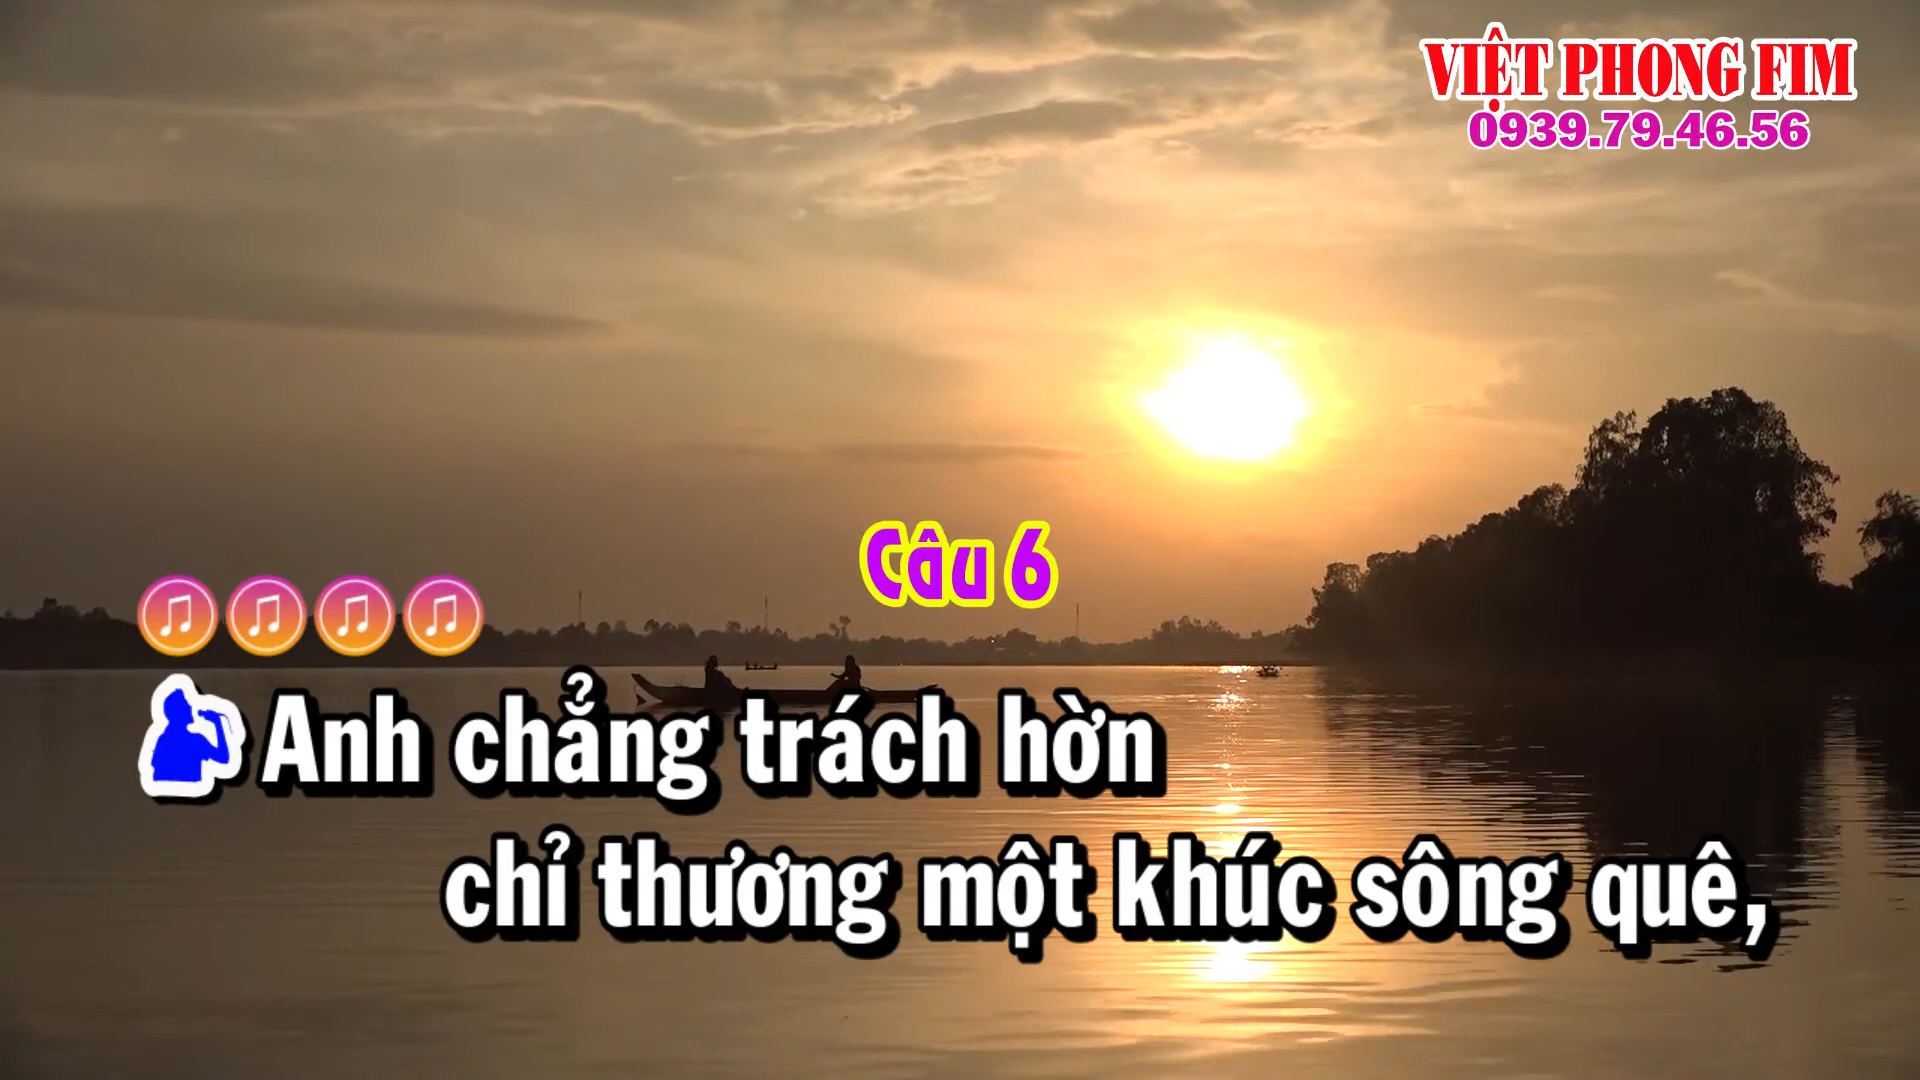 VIỆT PHONG FIM
0939.79.46.56
Câu 6
Anh chẳng trách hờn
chỉ thương một khúc sông quê,